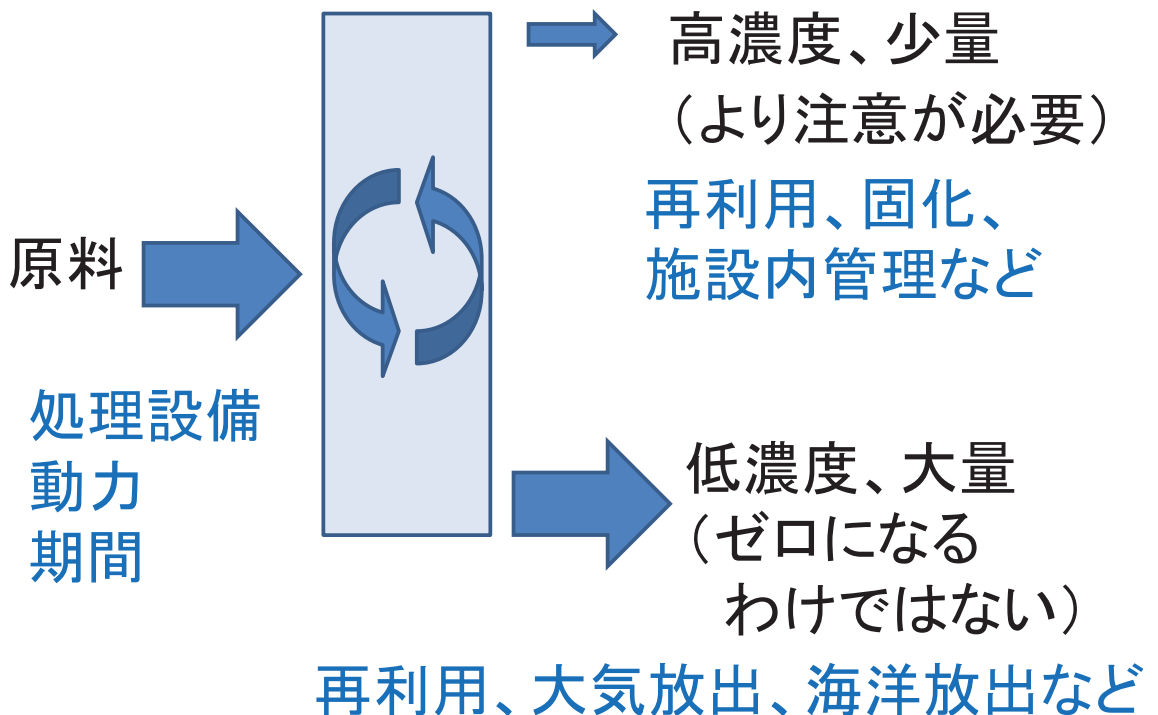 高濃度、少量
（より注意が必要）
再利用、固化、
施設内管理など
原料
処理設備
動力
期間
低濃度、大量
（ゼロになる
わけではない）
再利用、大気放出、海洋放出など